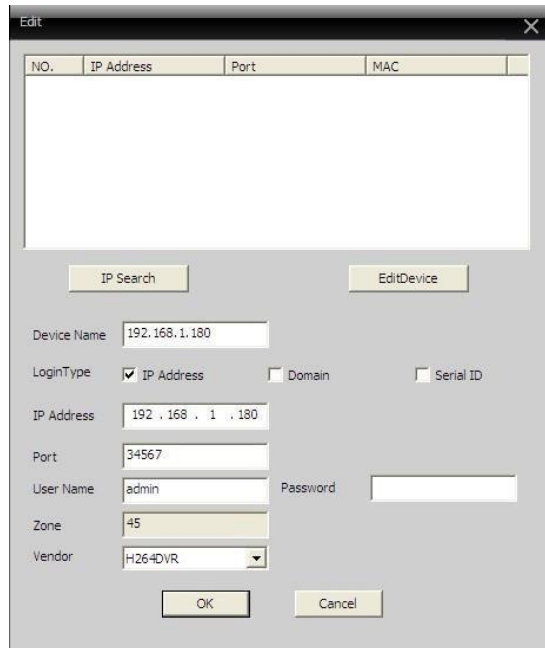 Edit
NO. IP Address Port MAC
IP Search EditDevice
Device Name 192.168.1.180
LoginType IP Address Domain Serial ID
IP Address 192 . 168 . 1 . 180
Port 34567
User Name admin Password
Zone 45
Vendor H264DVR
OK Cancel